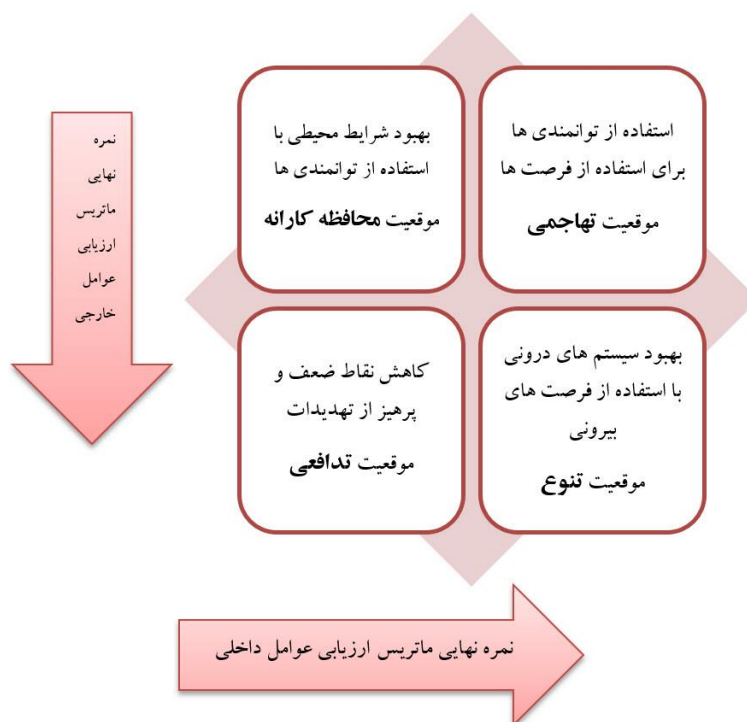 استفاده از توانمندی ها
برای استفاده از فرصت ها
موقعیت تهاجمی
بهبود شرایط محیطی با
استفاده از توانمندی ها
موقعیت محافظه کارانه
بهبود سیستم های درونی
با استفاده از فرصت های
بیرونی
موقعیت تنوع
کاهش نقاط ضعف و
پرهیز از تهدیدات
موقعیت تدافعی
نمره
نهایی
ماتریس
ارزیابی
عوامل
خارجی
نمره نهایی ماتریس ارزیابی عوامل داخلی